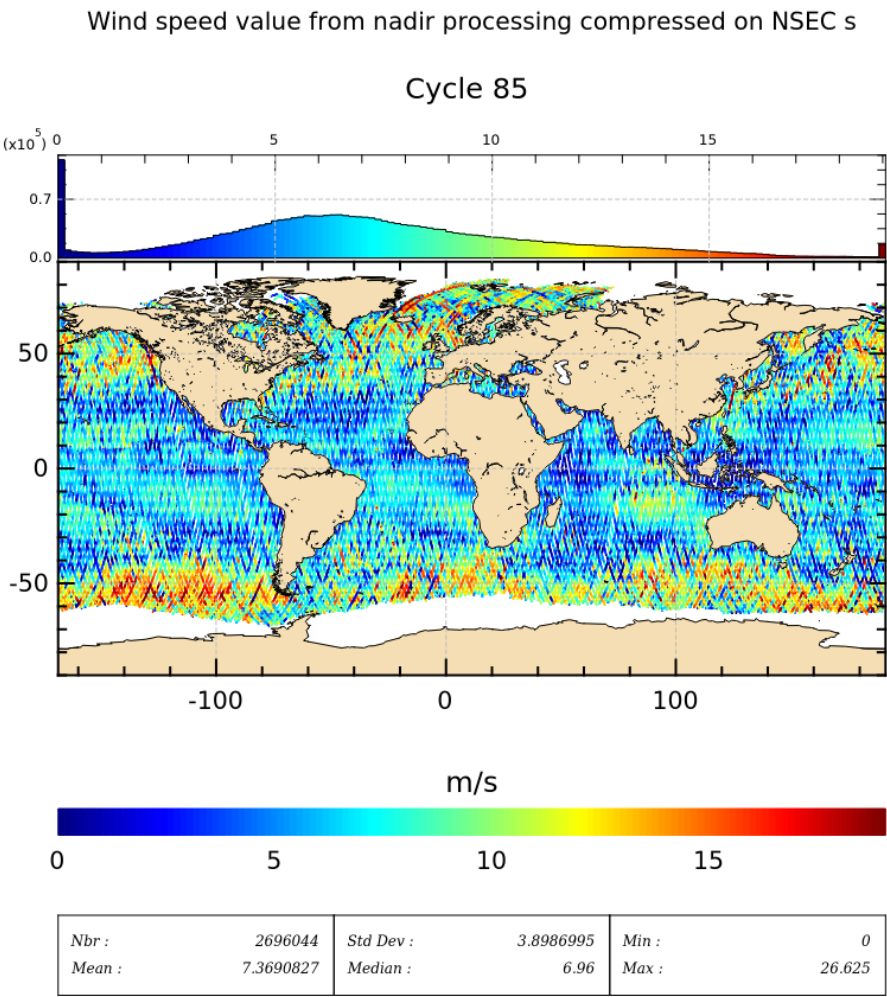 Wind speed value from nadir processing compressed on NSEC s
Cycle 85
(x10^5) 0 5 10 15
0.7
0.0
50
0
-50
-100 0 100
m/s
0 5 10 15
Nbr : 2696044 Std Dev : 3.8986995 Min : 0
Mean : 7.3690827 Median : 6.96 Max : 26.625